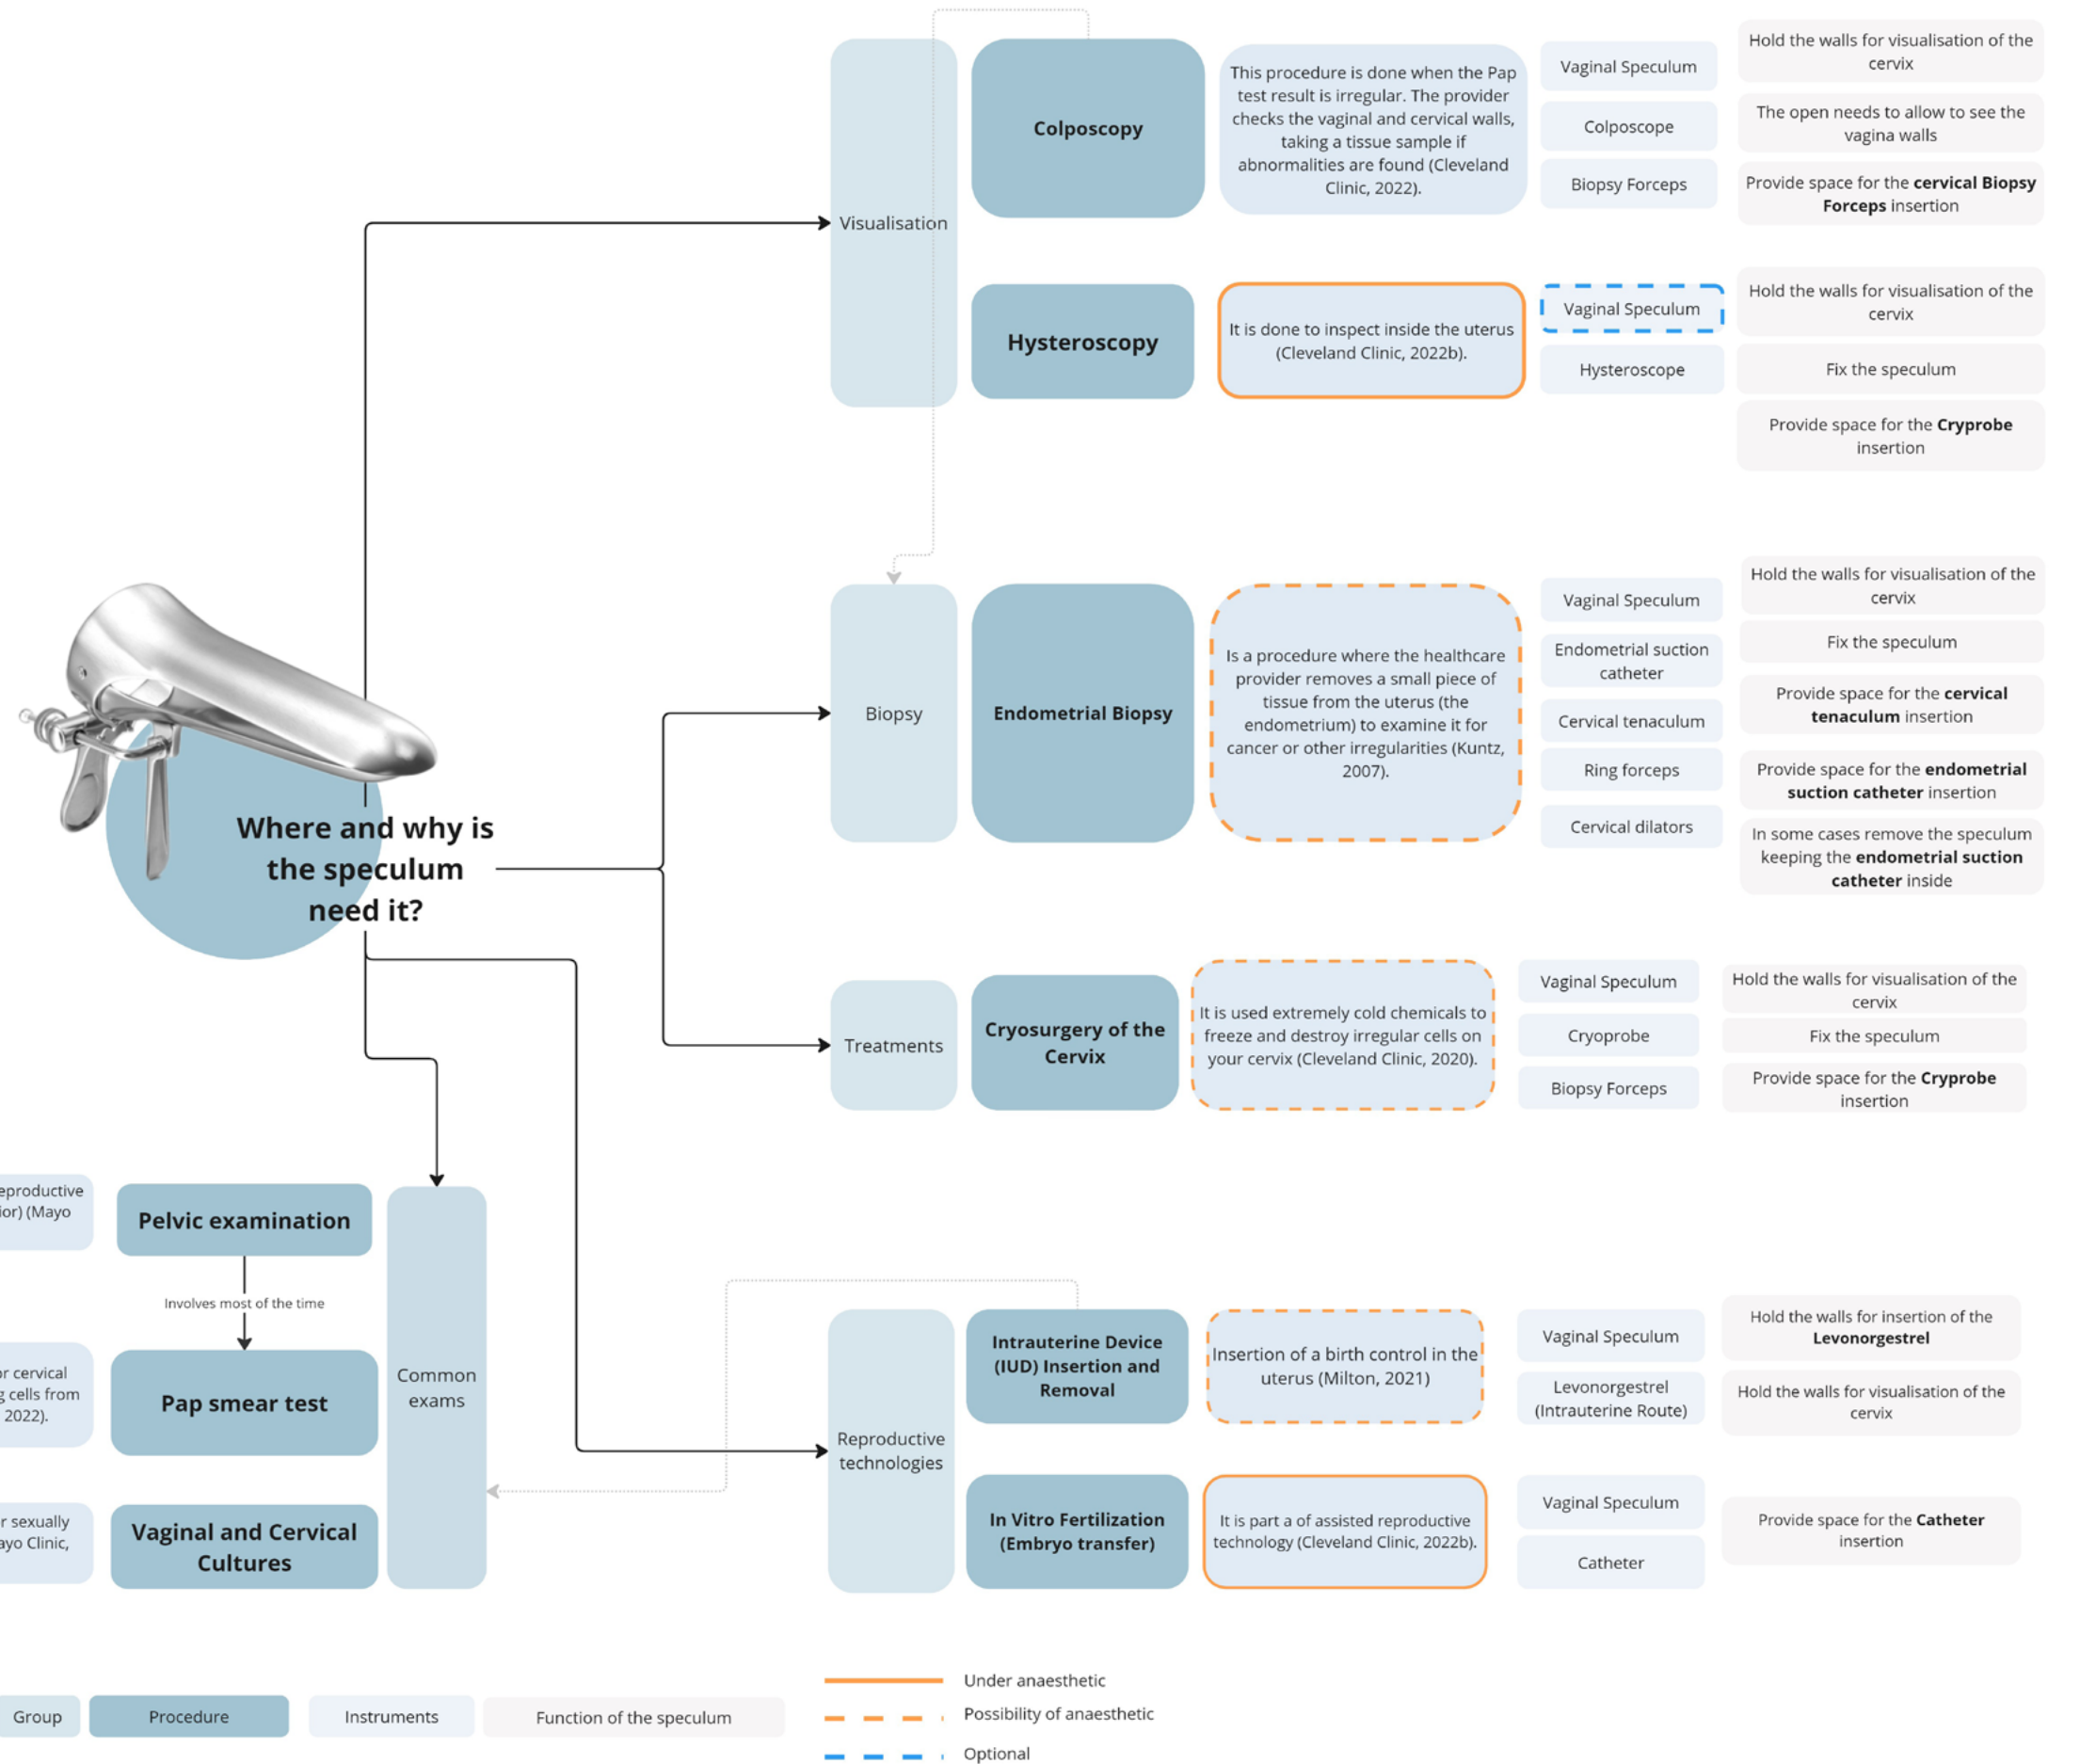 Visualisation
Colposcopy
This procedure is done when the Pap
test result is irregular. The provider
checks the vaginal and cervical walls,
taking a tissue sample if
abnormalities are found (Cleveland
Clinic, 2022).
Vaginal Speculum
Colposcope
Biopsy Forceps
Hold the walls for visualisation of the
cervix
The open needs to allow to see the
vagina walls
Provide space for the cervical Biopsy
Forceps insertion
Hysteroscopy
It is done to inspect inside the uterus
(Cleveland Clinic, 2022b).
Vaginal Speculum
Hysteroscope
Hold the walls for visualisation of the
cervix
Fix the speculum
Provide space for the Cryprobe
insertion
Where and why is
the speculum
need it?
Biopsy
Endometrial Biopsy
Is a procedure where the healthcare
provider removes a small piece of
tissue from the uterus (the
endometrium) to examine it for
cancer or other irregularities (Kuntz,
2007).
Vaginal Speculum
Endometrial suction
catheter
Cervical tenaculum
Ring forceps
Cervical dilators
Hold the walls for visualisation of the
cervix
Fix the speculum
Provide space for the cervical
tenaculum insertion
Provide space for the endometrial
suction catheter insertion
In some cases remove the speculum
keeping the endometrial suction
catheter inside
Treatments
Cryosurgery of the
Cervix
It is used extremely cold chemicals to
freeze and destroy irregular cells on
your cervix (Cleveland Clinic, 2020).
Vaginal Speculum
Cryoprobe
Biopsy Forceps
Hold the walls for visualisation of the
cervix
Fix the speculum
Provide space for the Cryprobe
insertion
eproductive
ior) (Mayo
Pelvic examination
Involves most of the time
or cervical
g cells from
2022).
Pap smear test
r sexually
ayo Clinic,
Vaginal and Cervical
Cultures
Common
exams
Reproductive
technologies
Intrauterine Device
(IUD) Insertion and
Removal
Insertion of a birth control in the
uterus (Milton, 2021)
Vaginal Speculum
Levonorgestrel
(Intrauterine Route)
Hold the walls for insertion of the
Levonorgestrel
Hold the walls for visualisation of the
cervix
In Vitro Fertilization
(Embryo transfer)
It is part a of assisted reproductive
technology (Cleveland Clinic, 2022b).
Vaginal Speculum
Catheter
Provide space for the Catheter
insertion
Group
Procedure
Instruments
Function of the speculum
Under anaesthetic
Possibility of anaesthetic
Optional